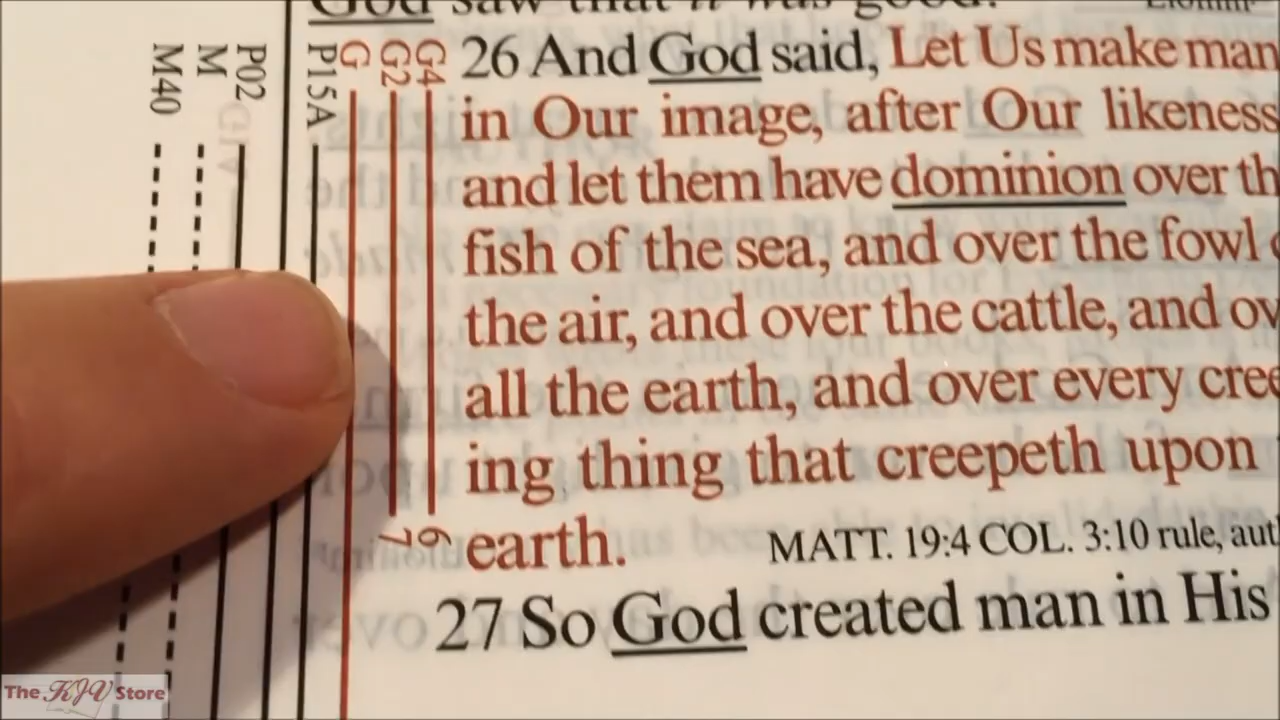 God saw that it was good.
26 And God said, Let Us make man
in Our image, after Our likeness
and let them have dominion over th
fish of the sea, and over the fowl
the air, and over the cattle, and ov
all the earth, and over every cree
ing thing that creepeth upon
earth. MATT. 19:4 COL. 3:10 rule, aut
27 So God created man in His
M40
M
P02
P15A
G
G2
G4
7
6
The KJV Store